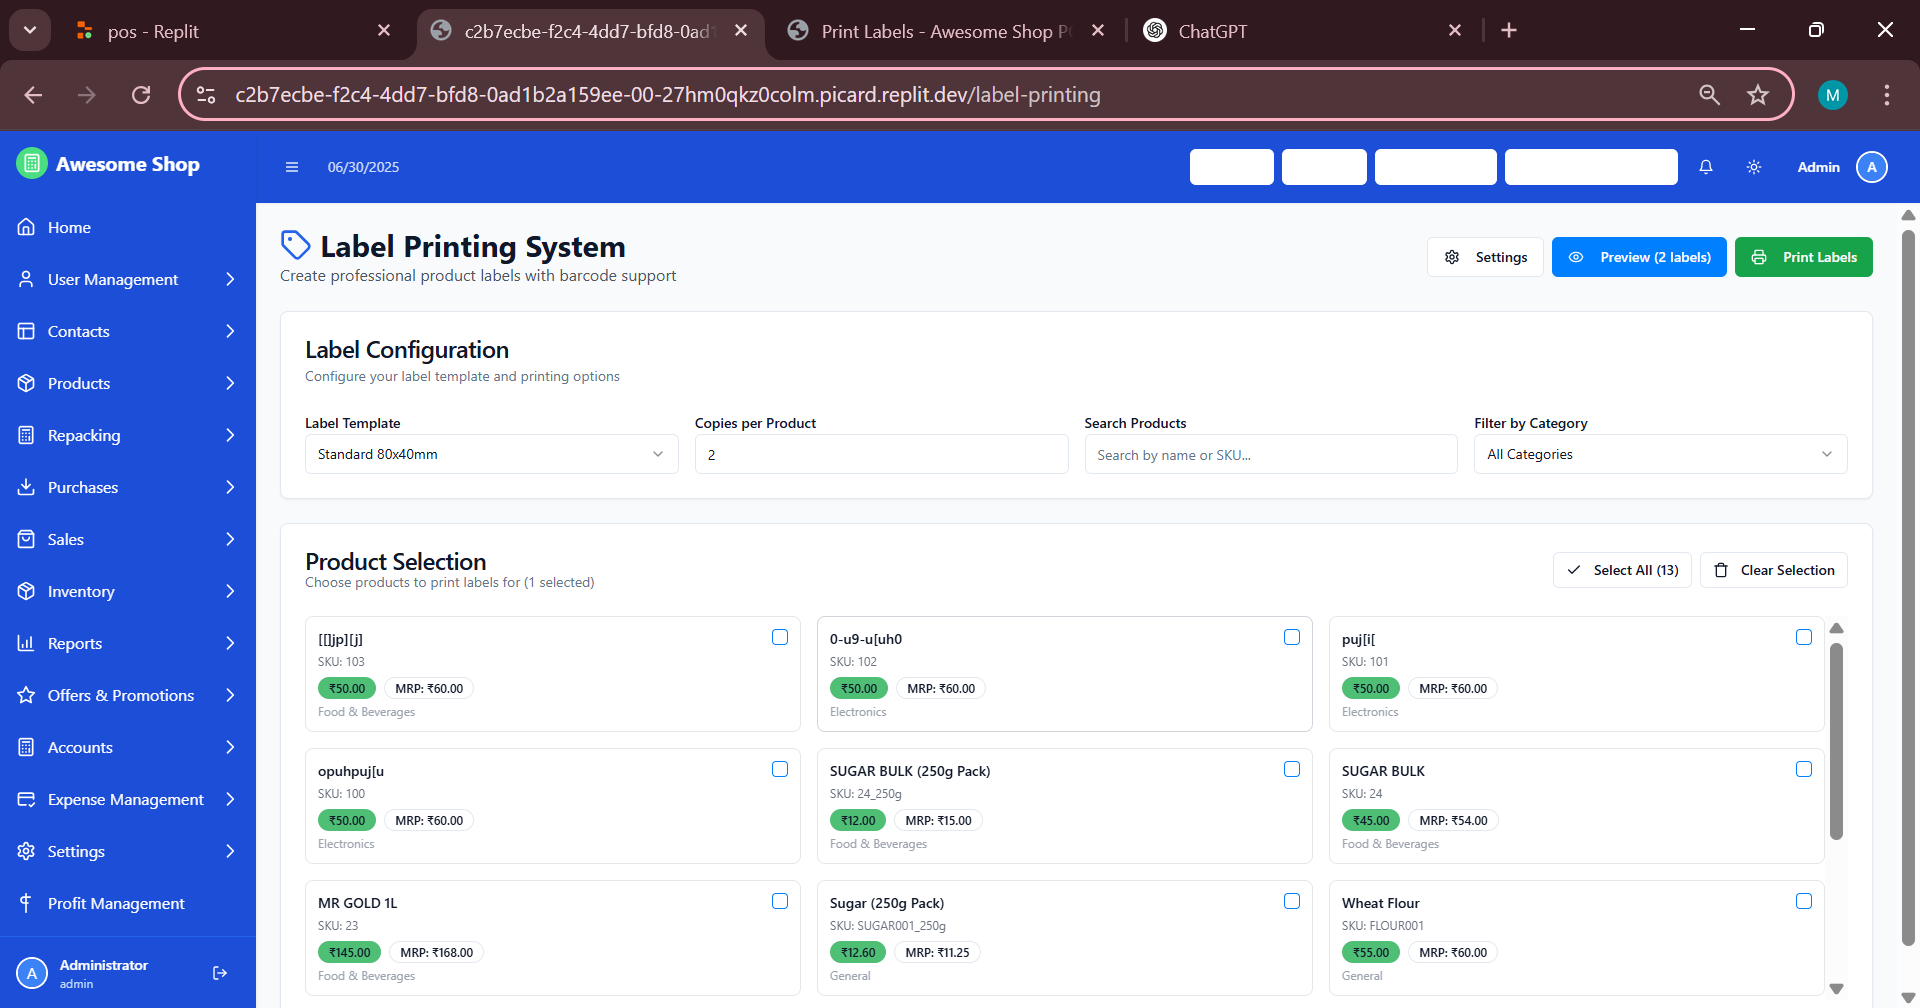 pos - Replit
c2b7ecbe-f2c4-4dd7-bfd8-0ad1
Print Labels - Awesome Shop PO
ChatGPT
c2b7ecbe-f2c4-4dd7-bfd8-0ad1b2a159ee-00-27hm0qkz0colm.picard.replit.dev/label-printing
M
Awesome Shop
06/30/2025
Admin
A
Home
User Management
Contacts
Products
Repacking
Purchases
Sales
Inventory
Reports
Offers & Promotions
Accounts
Expense Management
Settings
Profit Management
A
Administrator
admin
Label Printing System
Create professional product labels with barcode support
Settings
Preview (2 labels)
Print Labels
Label Configuration
Configure your label template and printing options
Label Template
Copies per Product
Search Products
Filter by Category
Standard 80x40mm
2
Search by name or SKU...
All Categories
Product Selection
Choose products to print labels for (1 selected)
Select All (13)
Clear Selection
[[]jp][j]
SKU: 103
₹50.00
MRP: ₹60.00
Food & Beverages
0-u9-u[uh0
SKU: 102
₹50.00
MRP: ₹60.00
Electronics
puj[i[
SKU: 101
₹50.00
MRP: ₹60.00
Electronics
opuhpuj[u
SKU: 100
₹50.00
MRP: ₹60.00
Electronics
SUGAR BULK (250g Pack)
SKU: 24_250g
₹12.00
MRP: ₹15.00
Food & Beverages
SUGAR BULK
SKU: 24
₹45.00
MRP: ₹54.00
Food & Beverages
MR GOLD 1L
SKU: 23
₹145.00
MRP: ₹168.00
Food & Beverages
Sugar (250g Pack)
SKU: SUGAR001_250g
₹12.60
MRP: ₹11.25
General
Wheat Flour
SKU: FLOUR001
₹55.00
MRP: ₹60.00
General